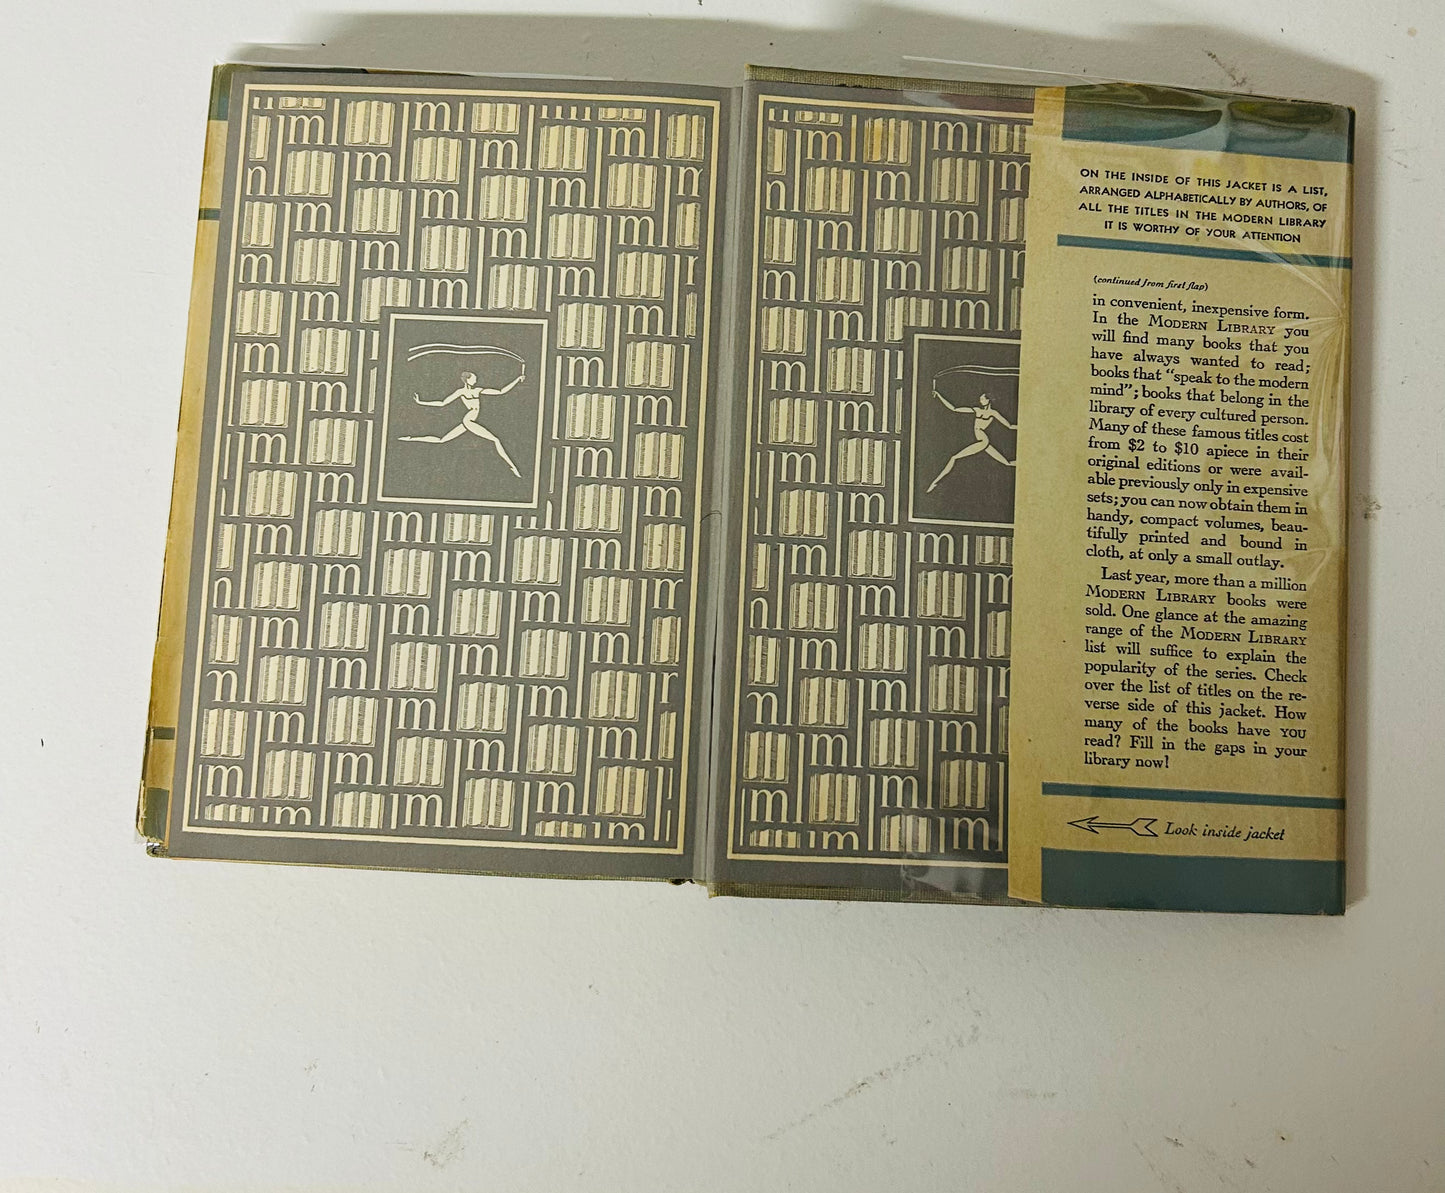 ON THE INSIDE OF THIS JACKET IS A LIST,
ARRANGED ALPHABETICALLY BY AUTHORS, OF
ALL THE TITLES IN THE MODERN LIBRARY
IT IS WORTHY OF YOUR ATTENTION
(continued from first flap)
in convenient, inexpensive form.
In the MODERN LIBRARY you
will find many books that you
have always wanted to read;
books that "speak to the modern
mind"; books that belong in the
library of every cultured person.
Many of these famous titles cost
from $2 to $10 apiece in their
original editions or were avail-
able previously only in expensive
sets; you can now obtain them in
handy, compact volumes, beau-
tifully printed and bound in
cloth, at only a small outlay.
Last year, more than a million
MODERN LIBRARY books were
sold. One glance at the amazing
range of the MODERN LIBRARY
list will suffice to explain the
popularity of the series. Check
over the list of titles on the re-
verse side of this jacket. How
many of the books have YOU
read? Fill in the gaps in your
library now!
Look inside jacket